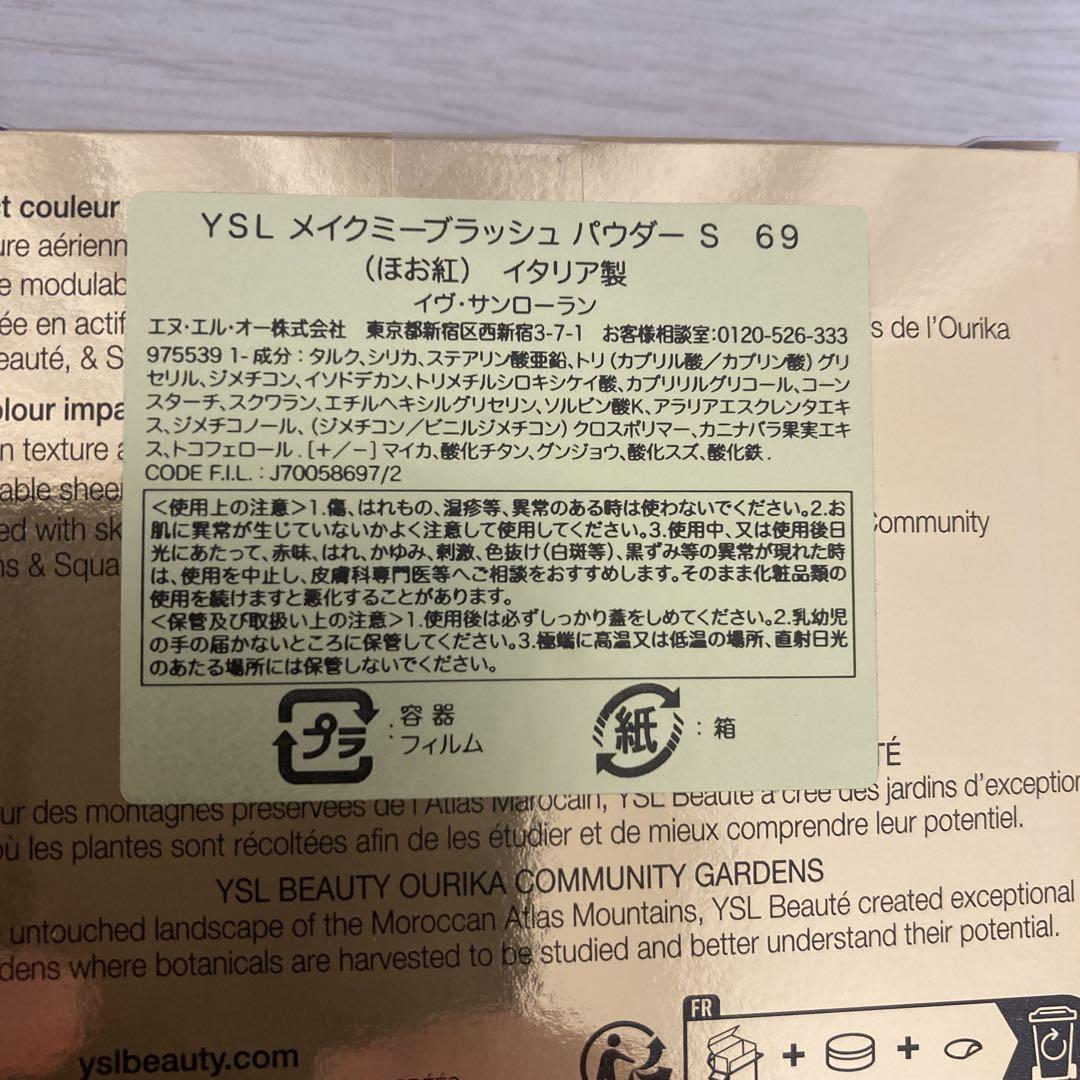 t couleur
ure aérienn
e modulab
ée en actif
s de l'Ourika
eauté, & S
olour impa
n texture a
able sheer
ed with sk
Community
ns & Squa
YSL メイクミーブラッシュ パウダー S 69
（ほお紅） イタリア製
イヴ・サンローラン
エヌ・エル・オー株式会社 東京都新宿区西新宿3-7-1 お客様相談室:0120-526-333
975539 1- 成分：タルク、シリカ、ステアリン酸亜鉛、トリ（カプリル酸／カプリン酸）グリ
セリル、ジメチコン、イソドデカン、トリメチルシロキシケイ酸、カプリリルグリコール、コーン
スターチ、スクワラン、エチルヘキシルグリセリン、ソルビン酸K、アラリアエスクレンタエキ
ス、ジメチコノール、（ジメチコン／ビニルジメチコン）クロスポリマー、カニナバラ果実エキ
ス、トコフェロール . [＋／－] マイカ、酸化チタン、グンジョウ、酸化スズ、酸化鉄 .
CODE F.I.L. : J70058697/2
＜使用上の注意＞1.傷、はれもの、湿疹等、異常のある時は使わないでください。2.お
肌に異常が生じていないかよく注意して使用してください。3.使用中、又は使用後日
光にあたって、赤味、はれ、かゆみ、刺激、色抜け(白斑等)、黒ずみ等の異常が現れた時
は、使用を中止し、皮膚科専門医等へご相談をおすすめします。そのまま化粧品類の
使用を続けますと悪化することがあります。
＜保管及び取扱い上の注意＞1.使用後は必ずしっかり蓋をしめてください。2.乳幼児
の手の届かないところに保管してください。3.極端に高温又は低温の場所、直射日光
のあたる場所には保管しないでください。
プラ : 容器 フィルム
紙 : 箱
TÉ
ur des montagnes préservées de l'Atlas Marocain, YSL Beauté a créé des jardins d'exception
où les plantes sont récoltées afin de les étudier et de mieux comprendre leur potentiel.
YSL BEAUTY OURIKA COMMUNITY GARDENS
untouched landscape of the Moroccan Atlas Mountains, YSL Beauté created exceptional
dens where botanicals are harvested to be studied and better understand their potential.
FR
yslbeauty.com